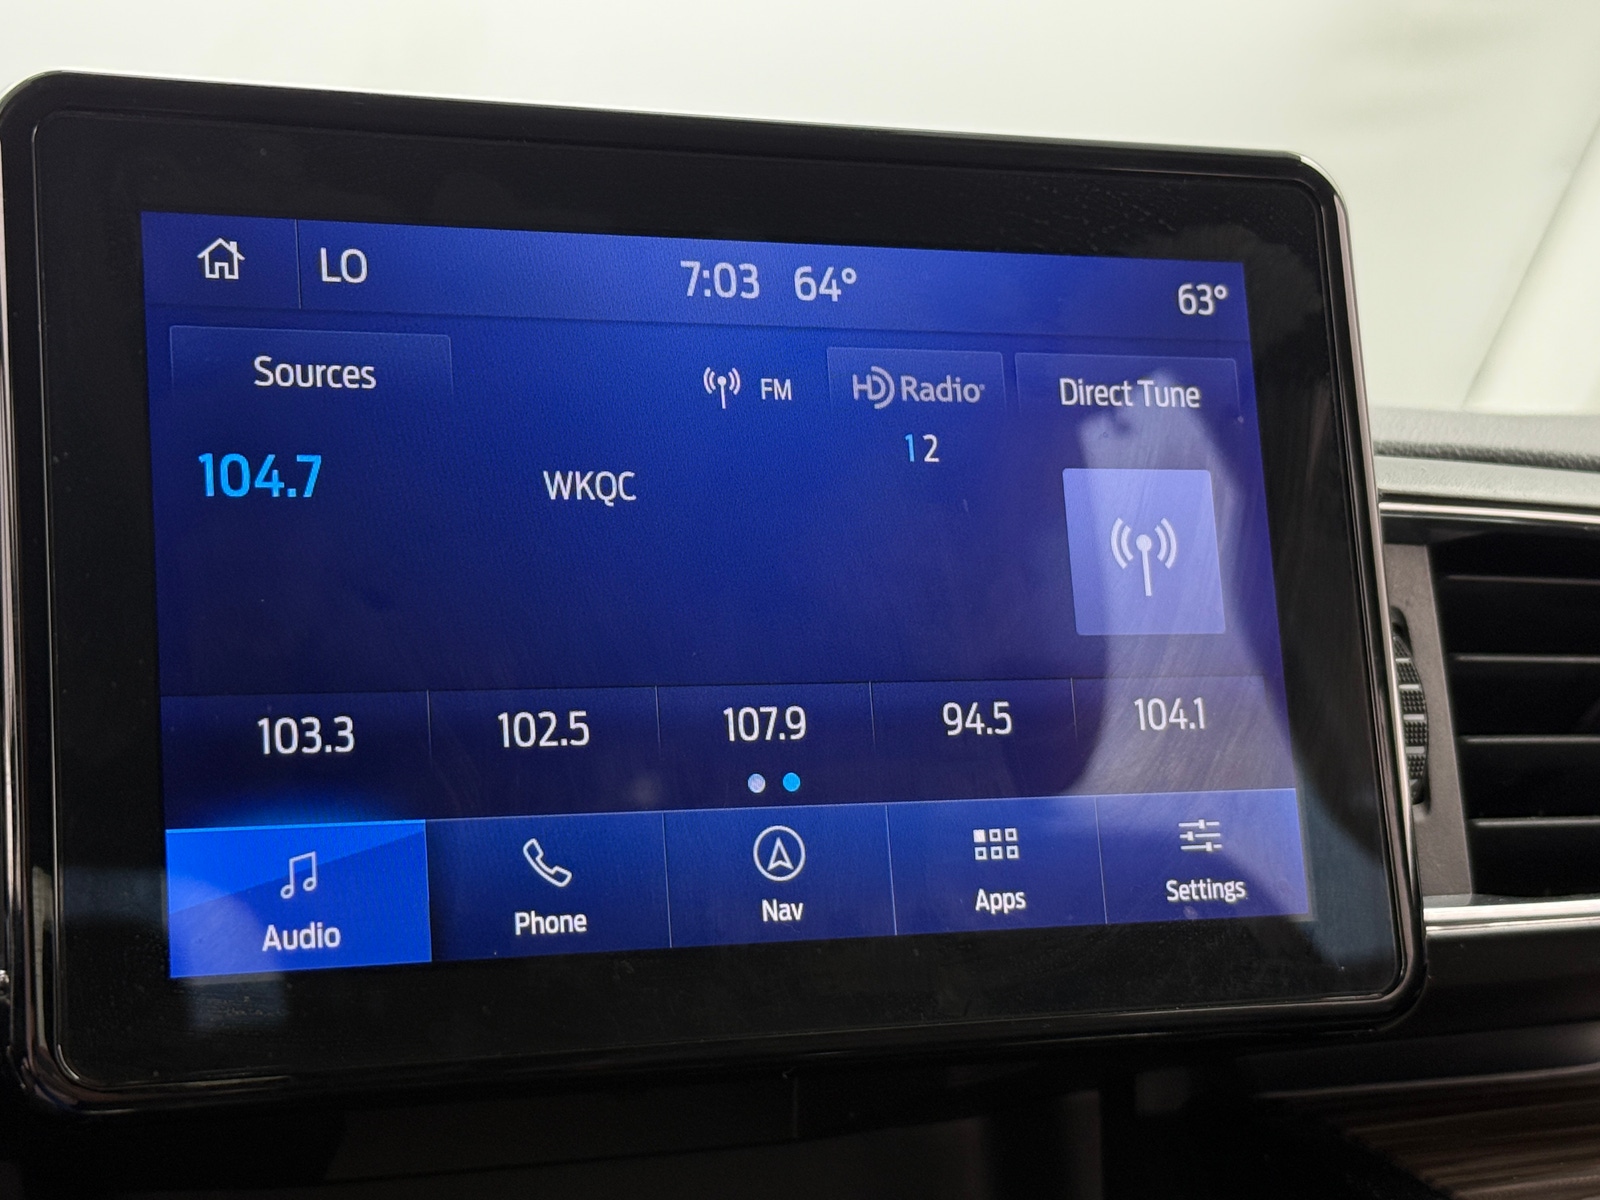 LO 7:03 64° 63°
Sources FM HD Radio Direct Tune
1 2
104.7 WKQC
103.3 102.5 107.9 94.5 104.1
Audio Phone Nav Apps Settings